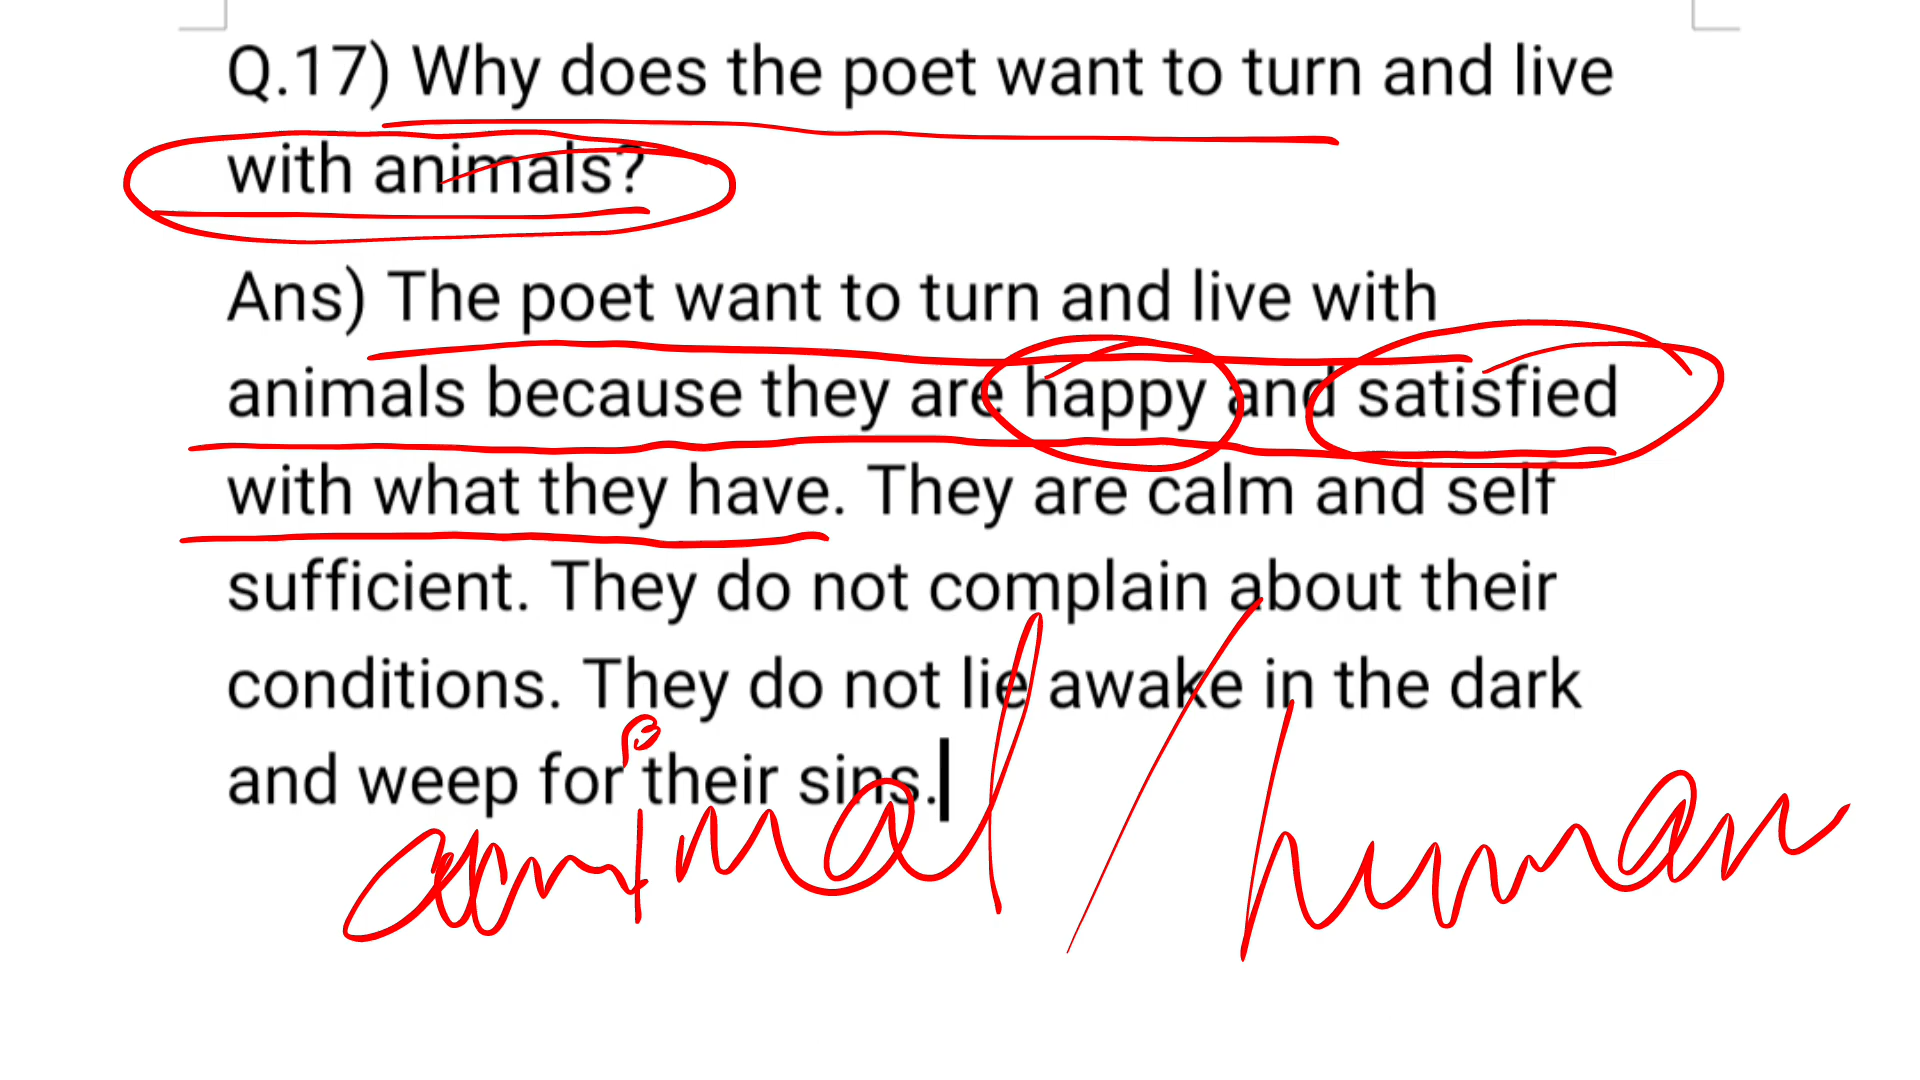 Q.17) Why does the poet want to turn and live
with animals?
Ans) The poet want to turn and live with
animals because they are happy and satisfied
with what they have. They are calm and self
sufficient. They do not complain about their
conditions. They do not lie awake in the dark
and weep for their sins.
animal / human